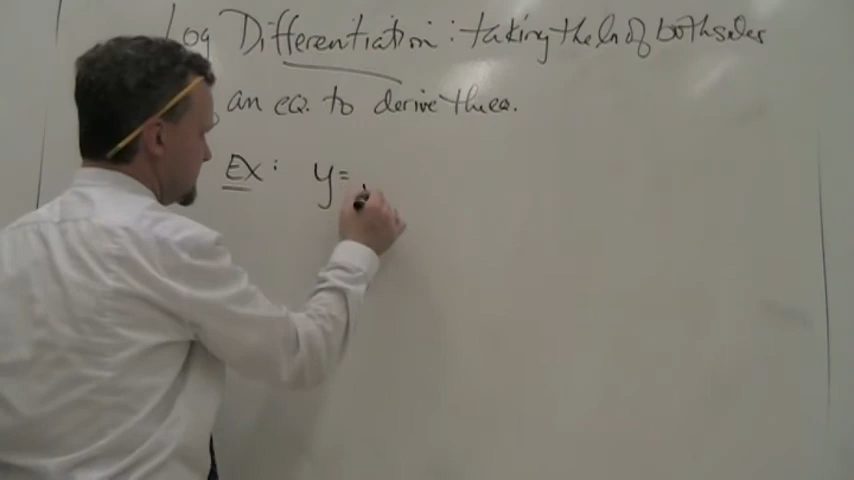 Log Differentiation: taking the ln of both sides
an eq. to derive the eq.
Ex: y=